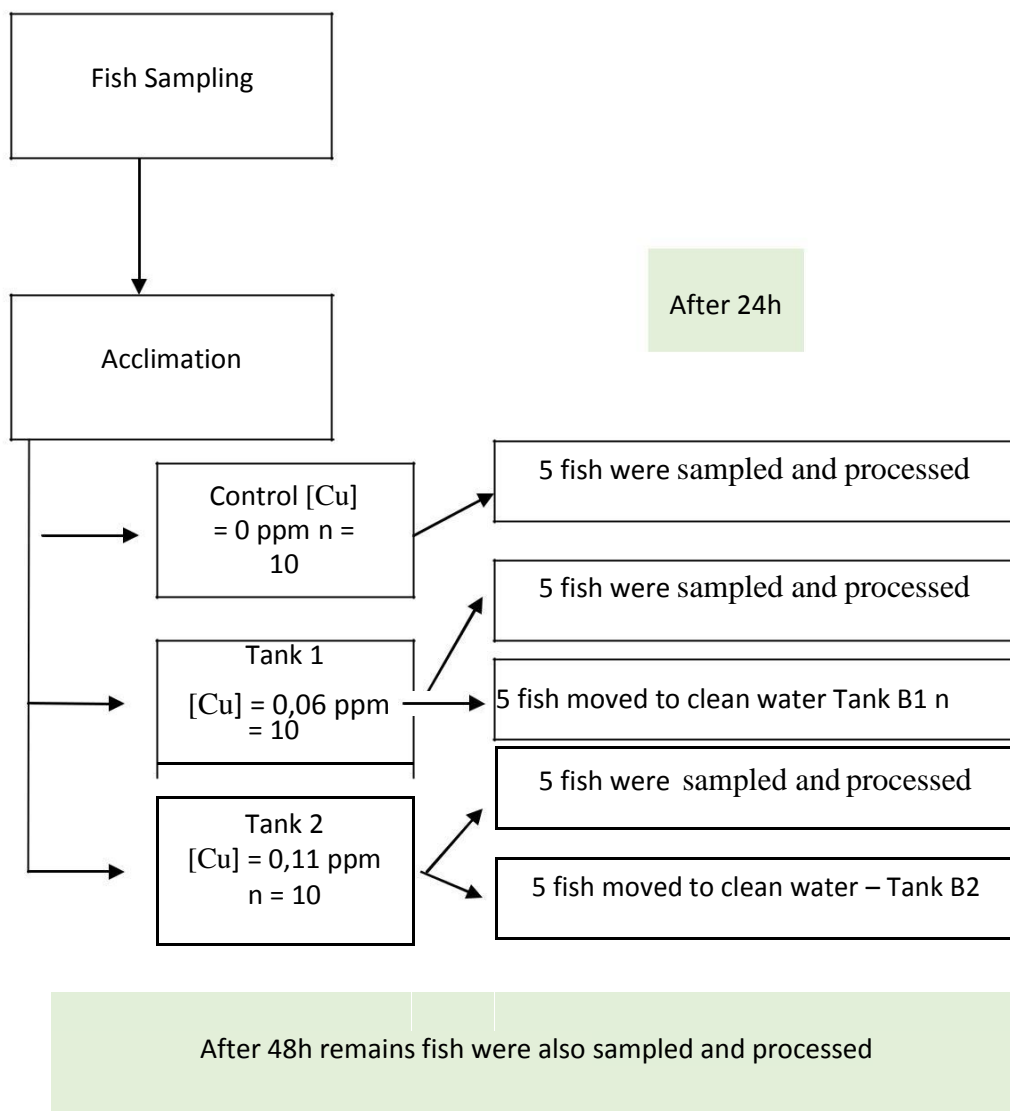 Fish Sampling
After 24h
Acclimation
5 fish were sampled and processed
Control [Cu]
= 0 ppm n =
10
5 fish were sampled and processed
Tank 1
[Cu] = 0,06 ppm
= 10
5 fish moved to clean water Tank B1 n
5 fish were sampled and processed
Tank 2
[Cu] = 0,11 ppm
n = 10
5 fish moved to clean water – Tank B2
After 48h remains fish were also sampled and processed